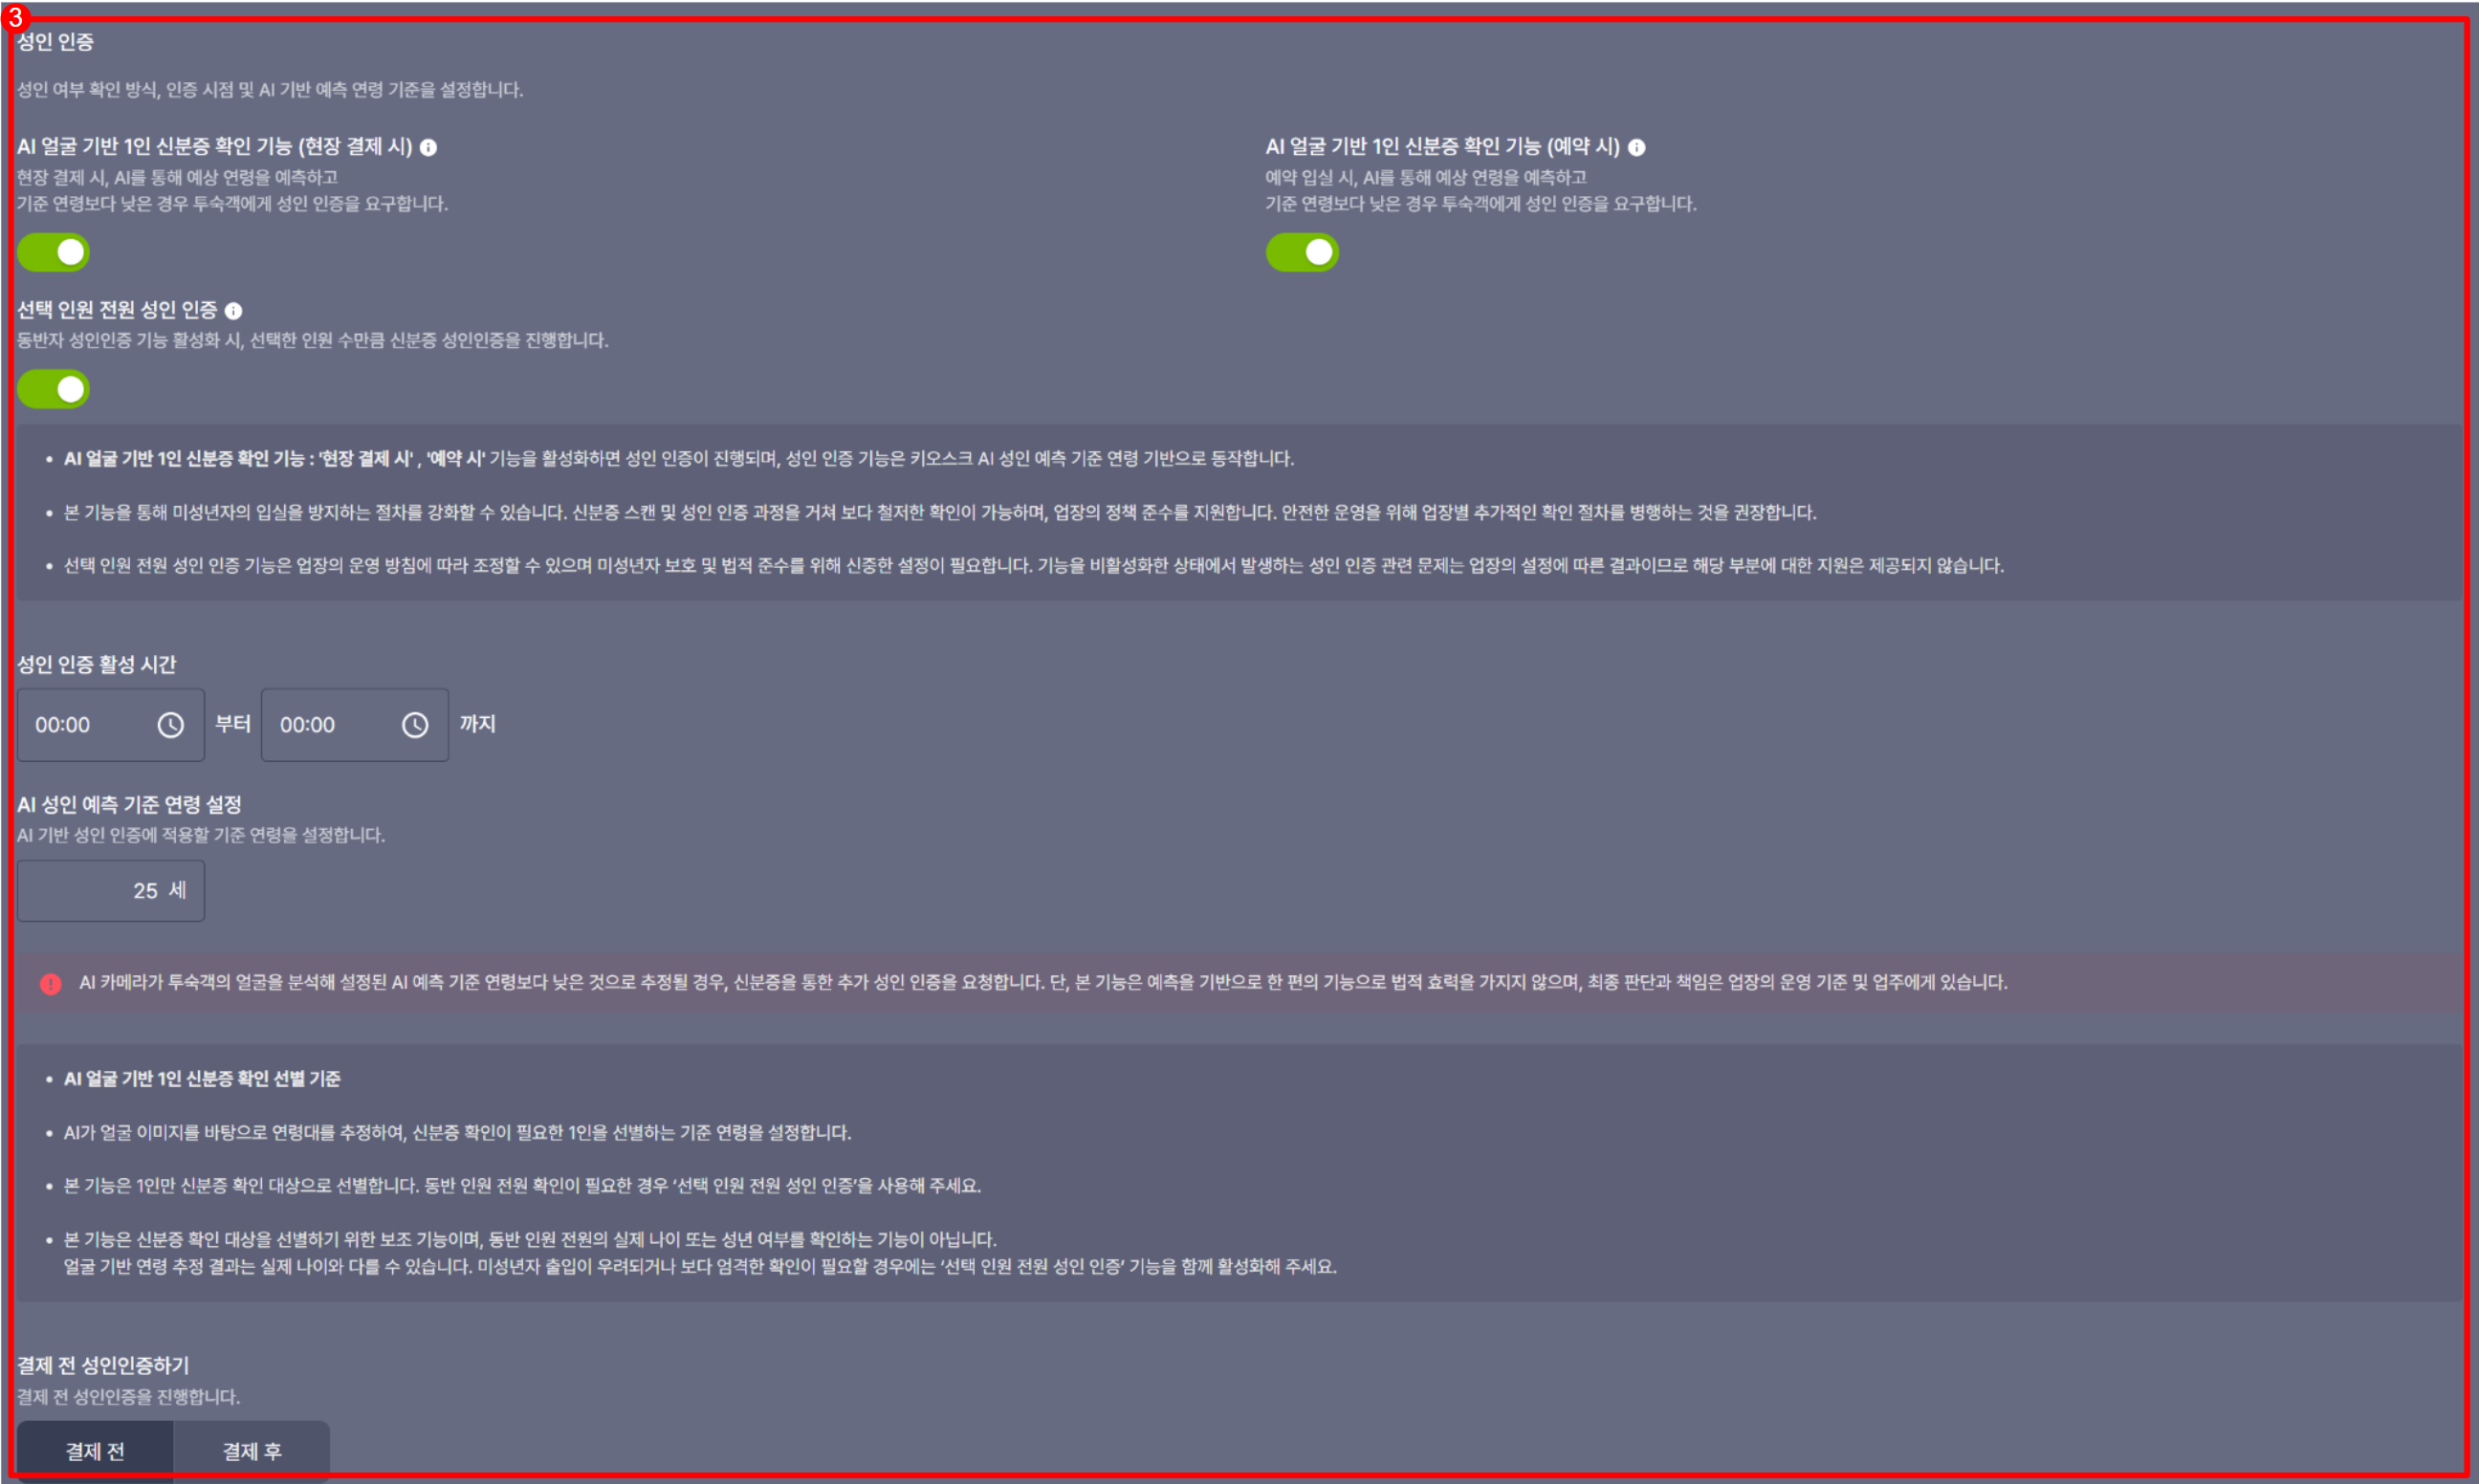 3
성인 인증
성인 여부 확인 방식, 인증 시점 및 AI 기반 예측 연령 기준을 설정합니다.
AI 얼굴 기반 1인 신분증 확인 기능 (현장 결제 시)
현장 결제 시, AI를 통해 예상 연령을 예측하고
기준 연령보다 낮은 경우 투숙객에게 성인 인증을 요구합니다.
AI 얼굴 기반 1인 신분증 확인 기능 (예약 시)
예약 입실 시, AI를 통해 예상 연령을 예측하고
기준 연령보다 낮은 경우 투숙객에게 성인 인증을 요구합니다.
선택 인원 전원 성인 인증
동반자 성인인증 기능 활성화 시, 선택한 인원 수만큼 신분증 성인인증을 진행합니다.
• AI 얼굴 기반 1인 신분증 확인 기능 : '현장 결제 시' , '예약 시' 기능을 활성화하면 성인 인증이 진행되며, 성인 인증 기능은 키오스크 AI 성인 예측 기준 연령 기반으로 동작합니다.
• 본 기능을 통해 미성년자의 입실을 방지하는 절차를 강화할 수 있습니다. 신분증 스캔 및 성인 인증 과정을 거쳐 보다 철저한 확인이 가능하며, 업장의 정책 준수를 지원합니다. 안전한 운영을 위해 업장별 추가적인 확인 절차를 병행하는 것을 권장합니다.
• 선택 인원 전원 성인 인증 기능은 업장의 운영 방침에 따라 조정할 수 있으며 미성년자 보호 및 법적 준수를 위해 신중한 설정이 필요합니다. 기능을 비활성화한 상태에서 발생하는 성인 인증 관련 문제는 업장의 설정에 따른 결과이므로 해당 부분에 대한 지원은 제공되지 않습니다.
성인 인증 활성 시간
00:00 부터 00:00 까지
AI 성인 예측 기준 연령 설정
AI 기반 성인 인증에 적용할 기준 연령을 설정합니다.
25 세
AI 카메라가 투숙객의 얼굴을 분석해 설정된 AI 예측 기준 연령보다 낮은 것으로 추정될 경우, 신분증을 통한 추가 성인 인증을 요청합니다. 단, 본 기능은 예측을 기반으로 한 편의 기능으로 법적 효력을 가지지 않으며, 최종 판단과 책임은 업장의 운영 기준 및 업주에게 있습니다.
• AI 얼굴 기반 1인 신분증 확인 선별 기준
• AI가 얼굴 이미지를 바탕으로 연령대를 추정하여, 신분증 확인이 필요한 1인을 선별하는 기준 연령을 설정합니다.
• 본 기능은 1인만 신분증 확인 대상으로 선별합니다. 동반 인원 전원 확인이 필요한 경우 ‘선택 인원 전원 성인 인증’을 사용해 주세요.
• 본 기능은 신분증 확인 대상을 선별하기 위한 보조 기능이며, 동반 인원 전원의 실제 나이 또는 성년 여부를 확인하는 기능이 아닙니다.
얼굴 기반 연령 추정 결과는 실제 나이와 다를 수 있습니다. 미성년자 출입이 우려되거나 보다 엄격한 확인이 필요할 경우에는 ‘선택 인원 전원 성인 인증’ 기능을 함께 활성화해 주세요.
결제 전 성인인증하기
결제 전 성인인증을 진행합니다.
결제 전 결제 후